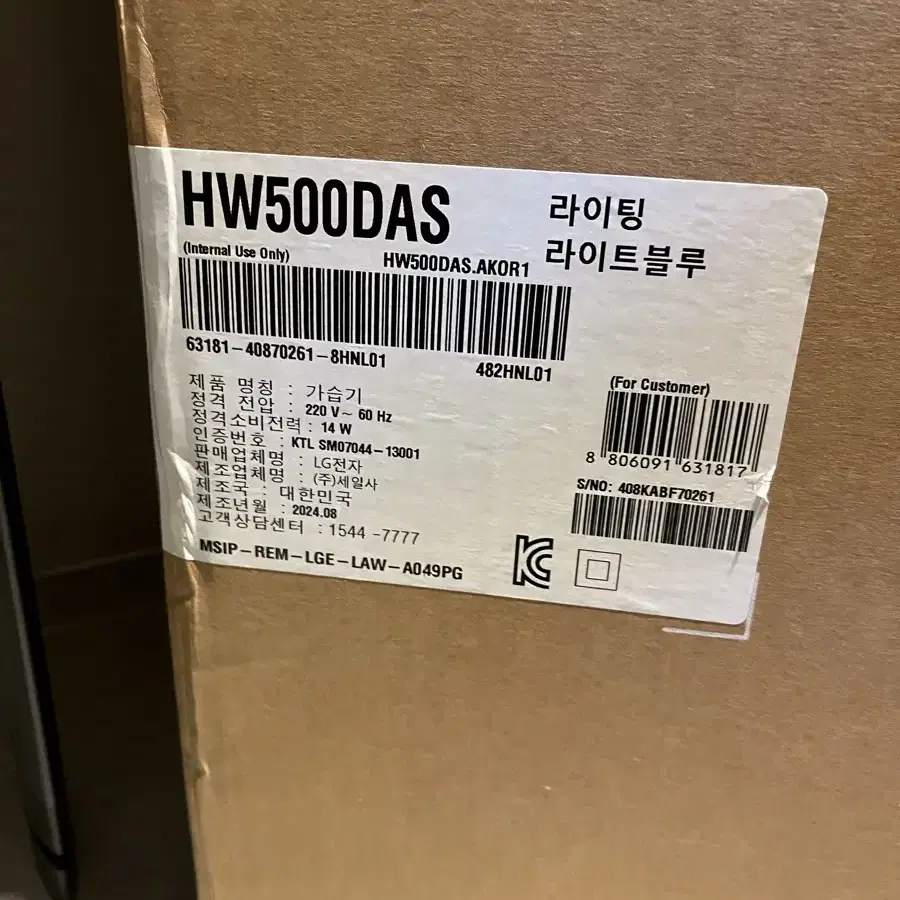 HW500DAS
라이팅
라이트블루
(Internal Use Only)
HW500DAS.AKOR1
63181-40870261-8HNL01
482HNL01
제품 명칭 : 가습기
정격 전압 : 220 V~ 60 Hz
정격소비전력 : 14 W
인증번호 : KTL SM07044-13001
판매업체명 : LG전자
제조업체명 : (주)세일사
제조국 : 대한민국
제조년월 : 2024.08
고객상담센터 : 1544 -7777
MSIP-REM-LGE-LAW-A049PG
(For Customer)
8 806091 631817
S/NO: 408KABF70261